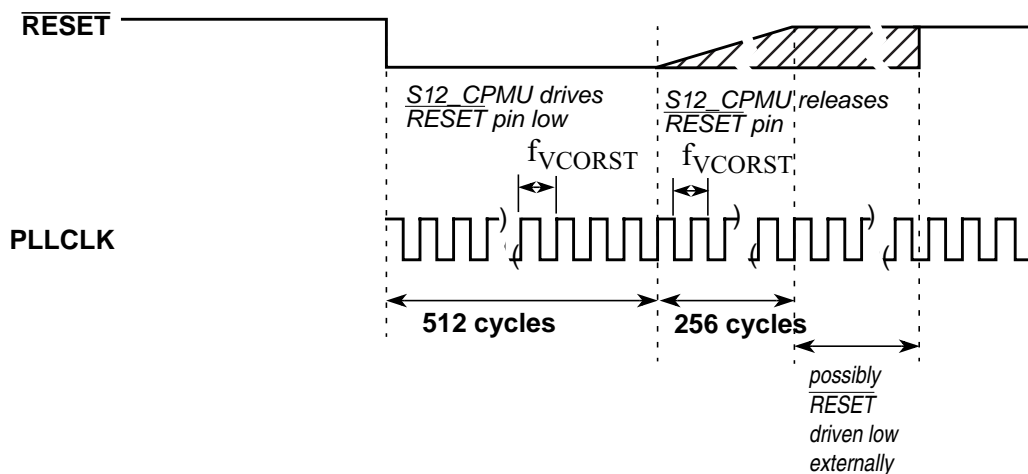 RESET
S12_CPMU drives
RESET pin low
S12_CPMU releases
RESET pin
fVCORST
fVCORST
PLLCLK
512 cycles
256 cycles
possibly
RESET
driven low
externally